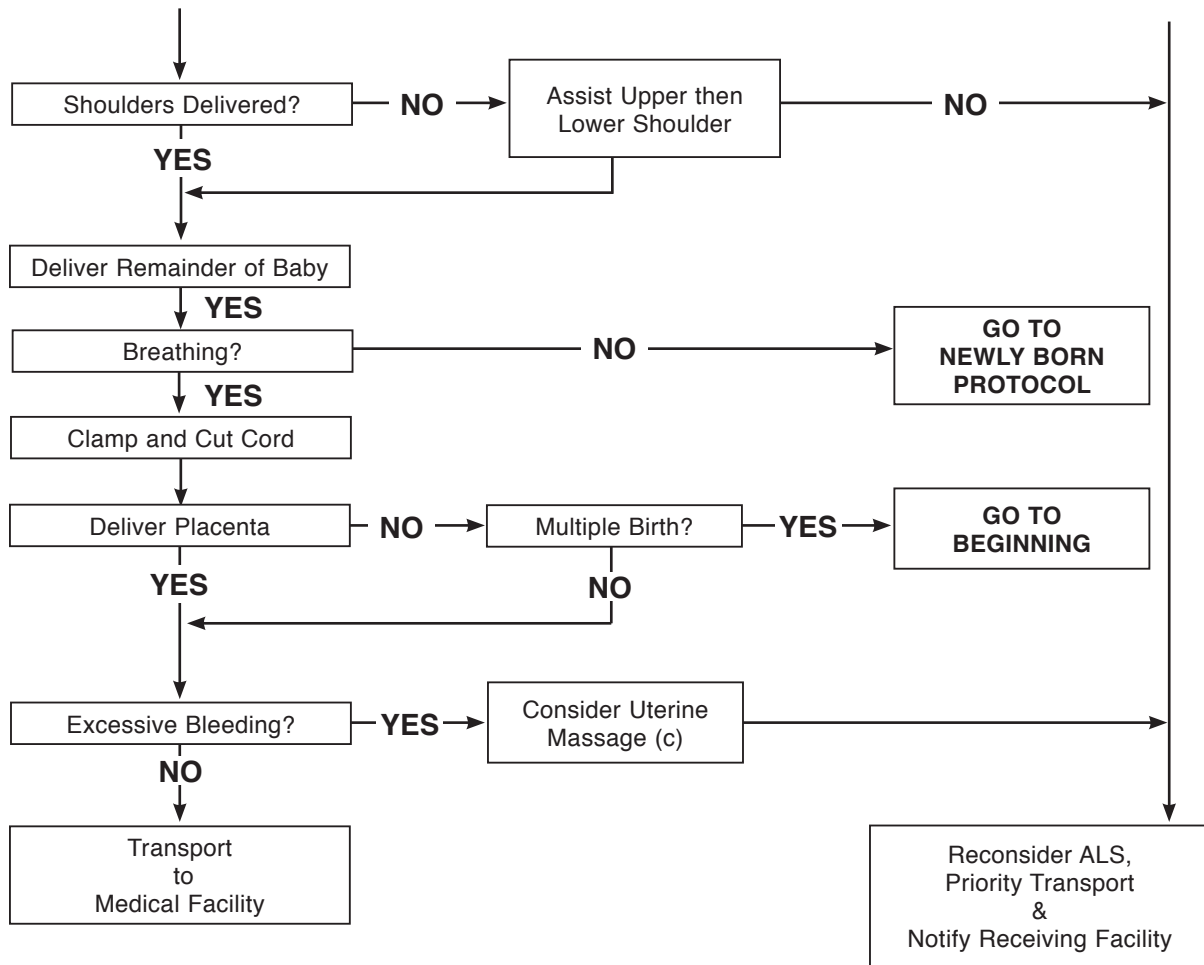 Shoulders Delivered?
NO
Assist Upper then
Lower Shoulder
NO
YES
Deliver Remainder of Baby
YES
Breathing?
NO
GO TO
NEWLY BORN
PROTOCOL
YES
Clamp and Cut Cord
Deliver Placenta
NO
Multiple Birth?
YES
GO TO
BEGINNING
YES
NO
Excessive Bleeding?
YES
Consider Uterine
Massage (c)
NO
Transport
to
Medical Facility
Reconsider ALS,
Priority Transport
&
Notify Receiving Facility